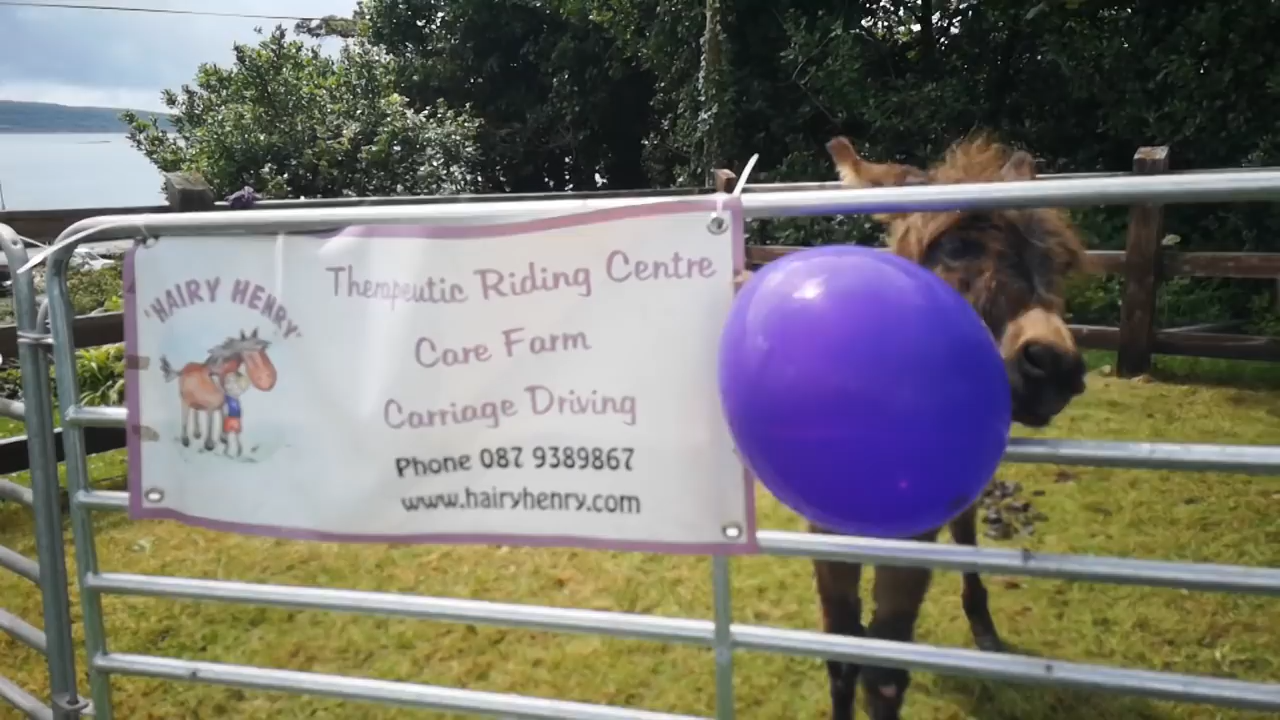 'HAIRY HENRY'
Therapeutic Riding Centre
Care Farm
Carriage Driving
Phone 087 9389867
www.hairyhenry.com